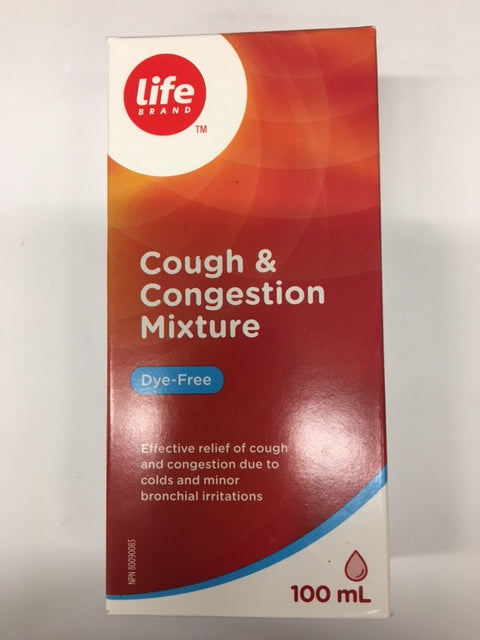 life
BRAND
TM
Cough &
Congestion
Mixture
Dye-Free
Effective relief of cough
and congestion due to
colds and minor
bronchial irritations
NPN 80090083
100 mL